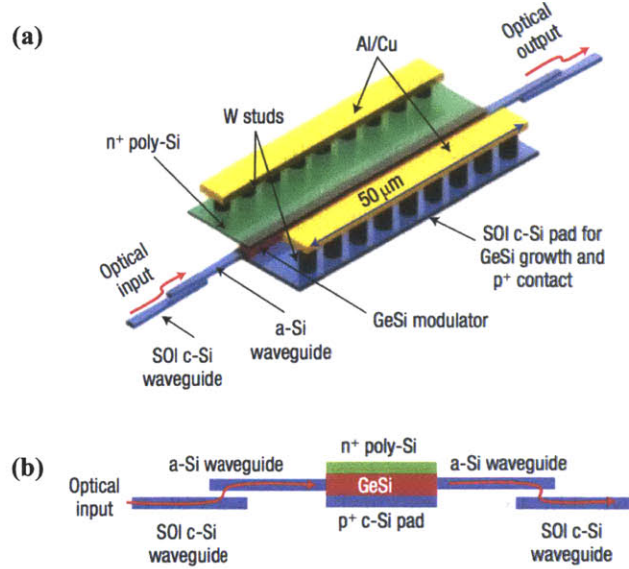 (a)
Al/Cu
Optical
output
W studs
n⁺ poly-Si
50 μm
SOI c-Si pad for
GeSi growth and
p⁺ contact
Optical
input
GeSi modulator
a-Si
waveguide
SOI c-Si
waveguide
(b)
n⁺ poly-Si
a-Si waveguide
a-Si waveguide
Optical
input
GeSi
p⁺ c-Si pad
SOI c-Si
waveguide
SOI c-Si
waveguide